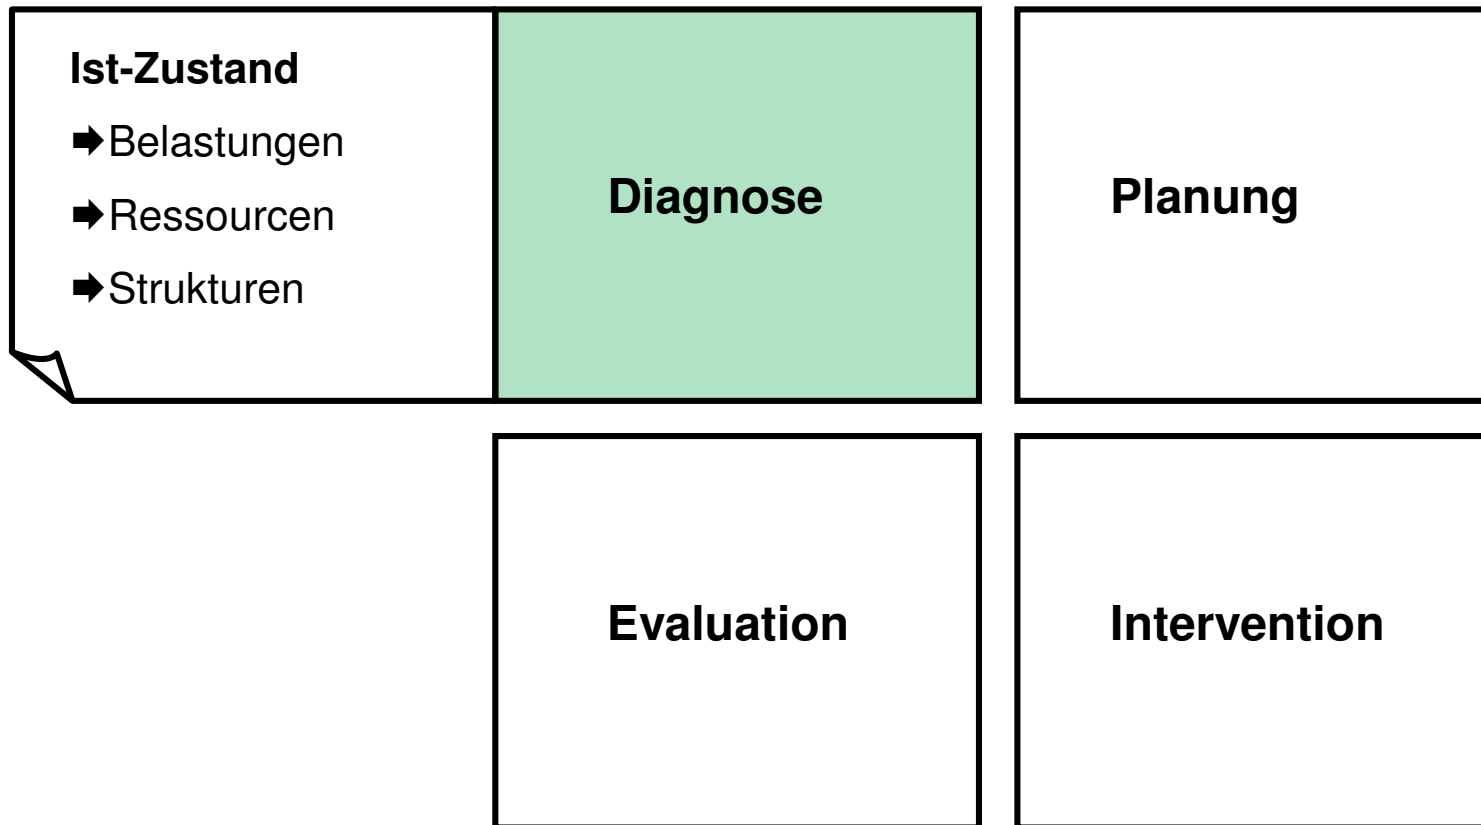 Ist-Zustand
➡Belastungen
➡Ressourcen
➡Strukturen
Diagnose
Planung
Evaluation
Intervention